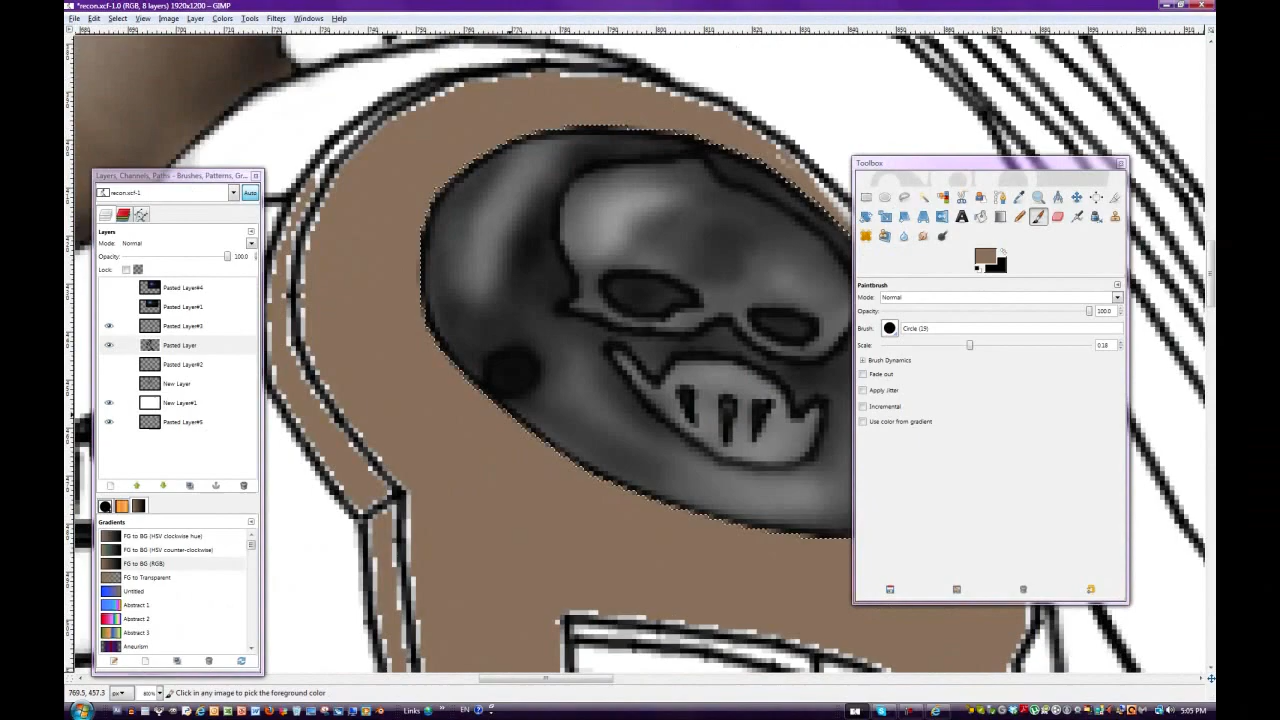 *recon.xcf-1.0 (RGB, 8 layers) 1920x1200 – GIMP
File Edit Select View Image Layer Colors Tools Filters Windows Help
Layers, Channels, Paths - Brushes, Patterns, Gr...
recon.xcf-1
Auto
Layers
Mode: Normal
Opacity: 100.0
Lock:
Pasted Layer#4
Pasted Layer#1
Pasted Layer#3
Pasted Layer
Pasted Layer#2
New Layer
New Layer#1
Pasted Layer#5
Gradients
FG to BG (HSV clockwise hue)
FG to BG (HSV counter-clockwise)
FG to BG (RGB)
FG to Transparent
Untitled
Abstract 1
Abstract 2
Abstract 3
Aneurism
Toolbox
Paintbrush
Mode: Normal
Opacity: 100.0
Brush: Circle (19)
Scale: 0.18
Brush Dynamics
Fade out
Apply Jitter
Incremental
Use color from gradient
769.5, 457.3 px 800% Click in any image to pick the foreground color
Links EN 5:05 PM